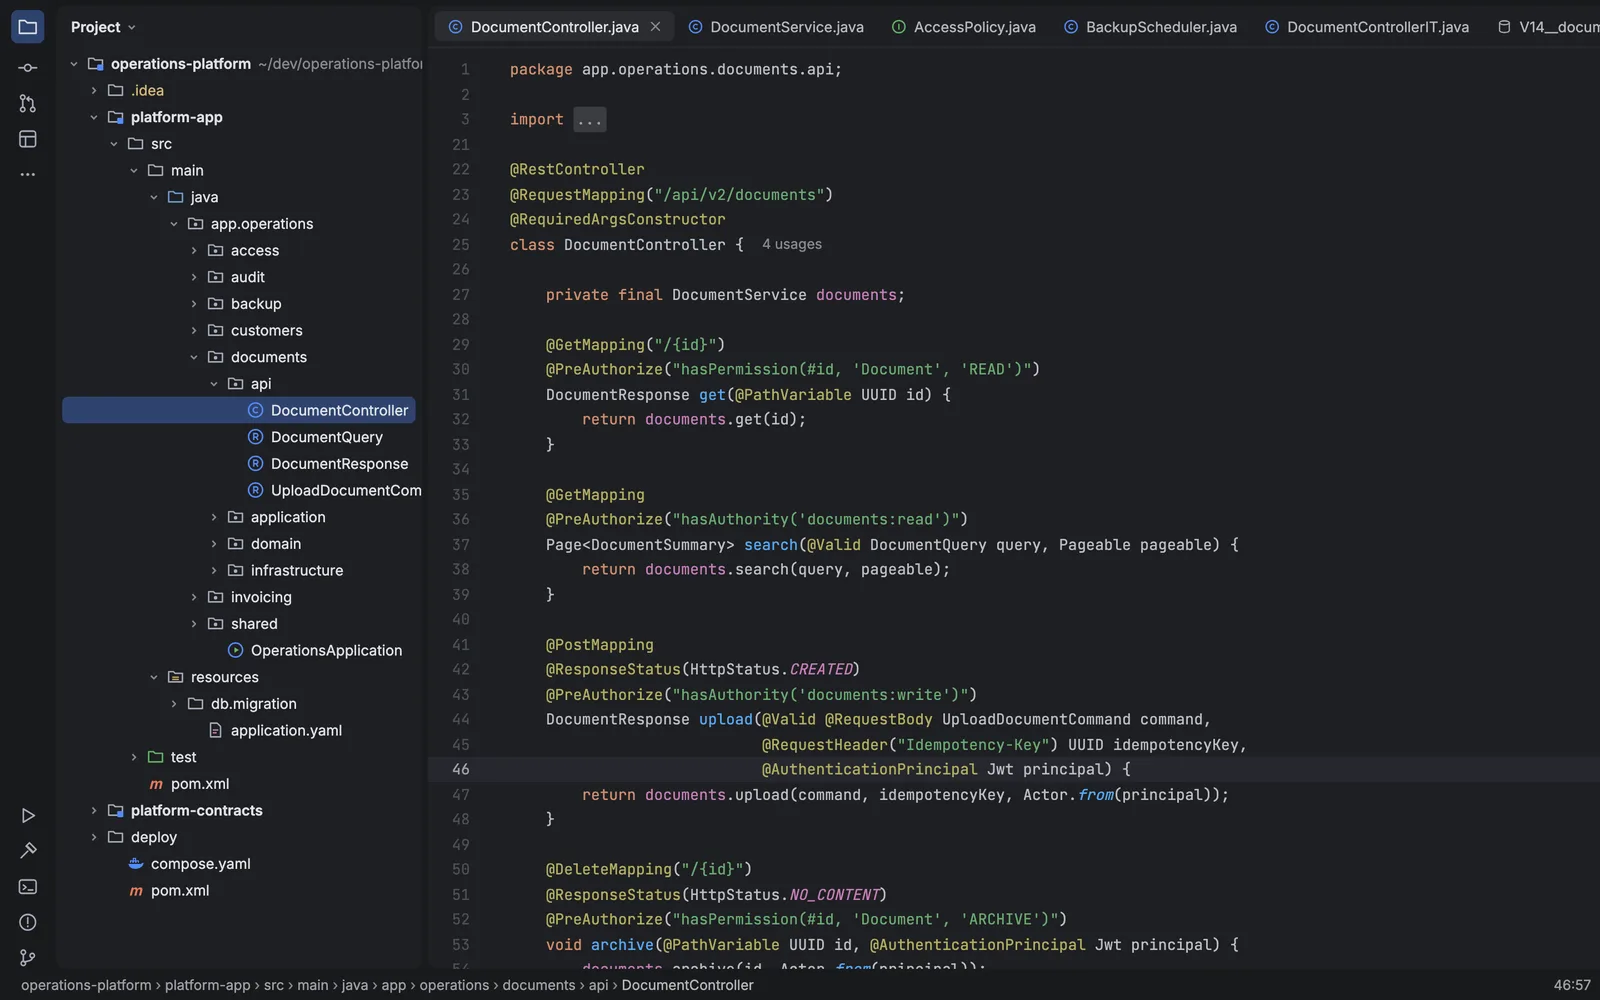 Project
operations-platform ~/dev/operations-platfor
.idea
platform-app
src
main
java
app.operations
access
audit
backup
customers
documents
api
DocumentController
DocumentQuery
DocumentResponse
UploadDocumentCom
application
domain
infrastructure
invoicing
shared
OperationsApplication
resources
db.migration
application.yaml
test
pom.xml
platform-contracts
deploy
compose.yaml
pom.xml
DocumentController.java DocumentService.java AccessPolicy.java BackupScheduler.java DocumentControllerIT.java V14__docum
1 package app.operations.documents.api;
2
3 import ...
21
22 @RestController
23 @RequestMapping("/api/v2/documents")
24 @RequiredArgsConstructor
25 class DocumentController { 4 usages
26
27 private final DocumentService documents;
28
29 @GetMapping("/{id}")
30 @PreAuthorize("hasPermission(#id, 'Document', 'READ')")
31 DocumentResponse get(@PathVariable UUID id) {
32 return documents.get(id);
33 }
34
35 @GetMapping
36 @PreAuthorize("hasAuthority('documents:read')")
37 Page<DocumentSummary> search(@Valid DocumentQuery query, Pageable pageable) {
38 return documents.search(query, pageable);
39 }
40
41 @PostMapping
42 @ResponseStatus(HttpStatus.CREATED)
43 @PreAuthorize("hasAuthority('documents:write')")
44 DocumentResponse upload(@Valid @RequestBody UploadDocumentCommand command,
45 @RequestHeader("Idempotency-Key") UUID idempotencyKey,
46 @AuthenticationPrincipal Jwt principal) {
47 return documents.upload(command, idempotencyKey, Actor.from(principal));
48 }
49
50 @DeleteMapping("/{id}")
51 @ResponseStatus(HttpStatus.NO_CONTENT)
52 @PreAuthorize("hasPermission(#id, 'Document', 'ARCHIVE')")
53 void archive(@PathVariable UUID id, @AuthenticationPrincipal Jwt principal) {
54 documents.archive(id, Actor.from(principal));
operations-platform › platform-app › src › main › java › app › operations › documents › api › DocumentController 46:57